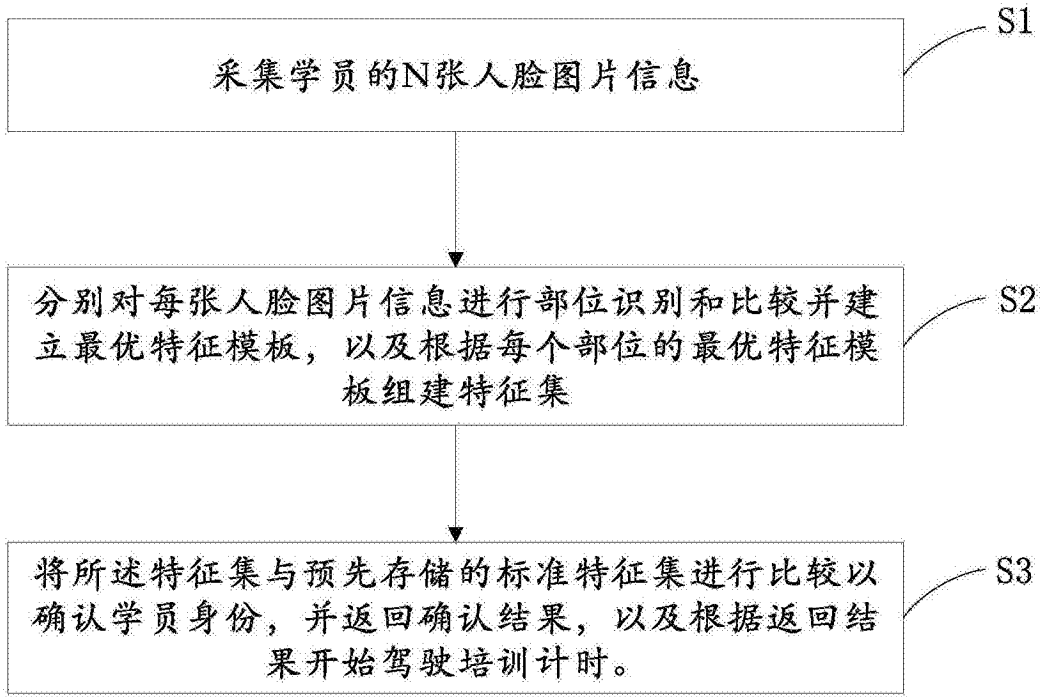 S1
采集学员的N张人脸图片信息
S2
分别对每张人脸图片信息进行部位识别和比较并建
立最优特征模板，以及根据每个部位的最优特征模
板组建特征集
S3
将所述特征集与预先存储的标准特征集进行比较以
确认学员身份，并返回确认结果，以及根据返回结
果开始驾驶培训计时。